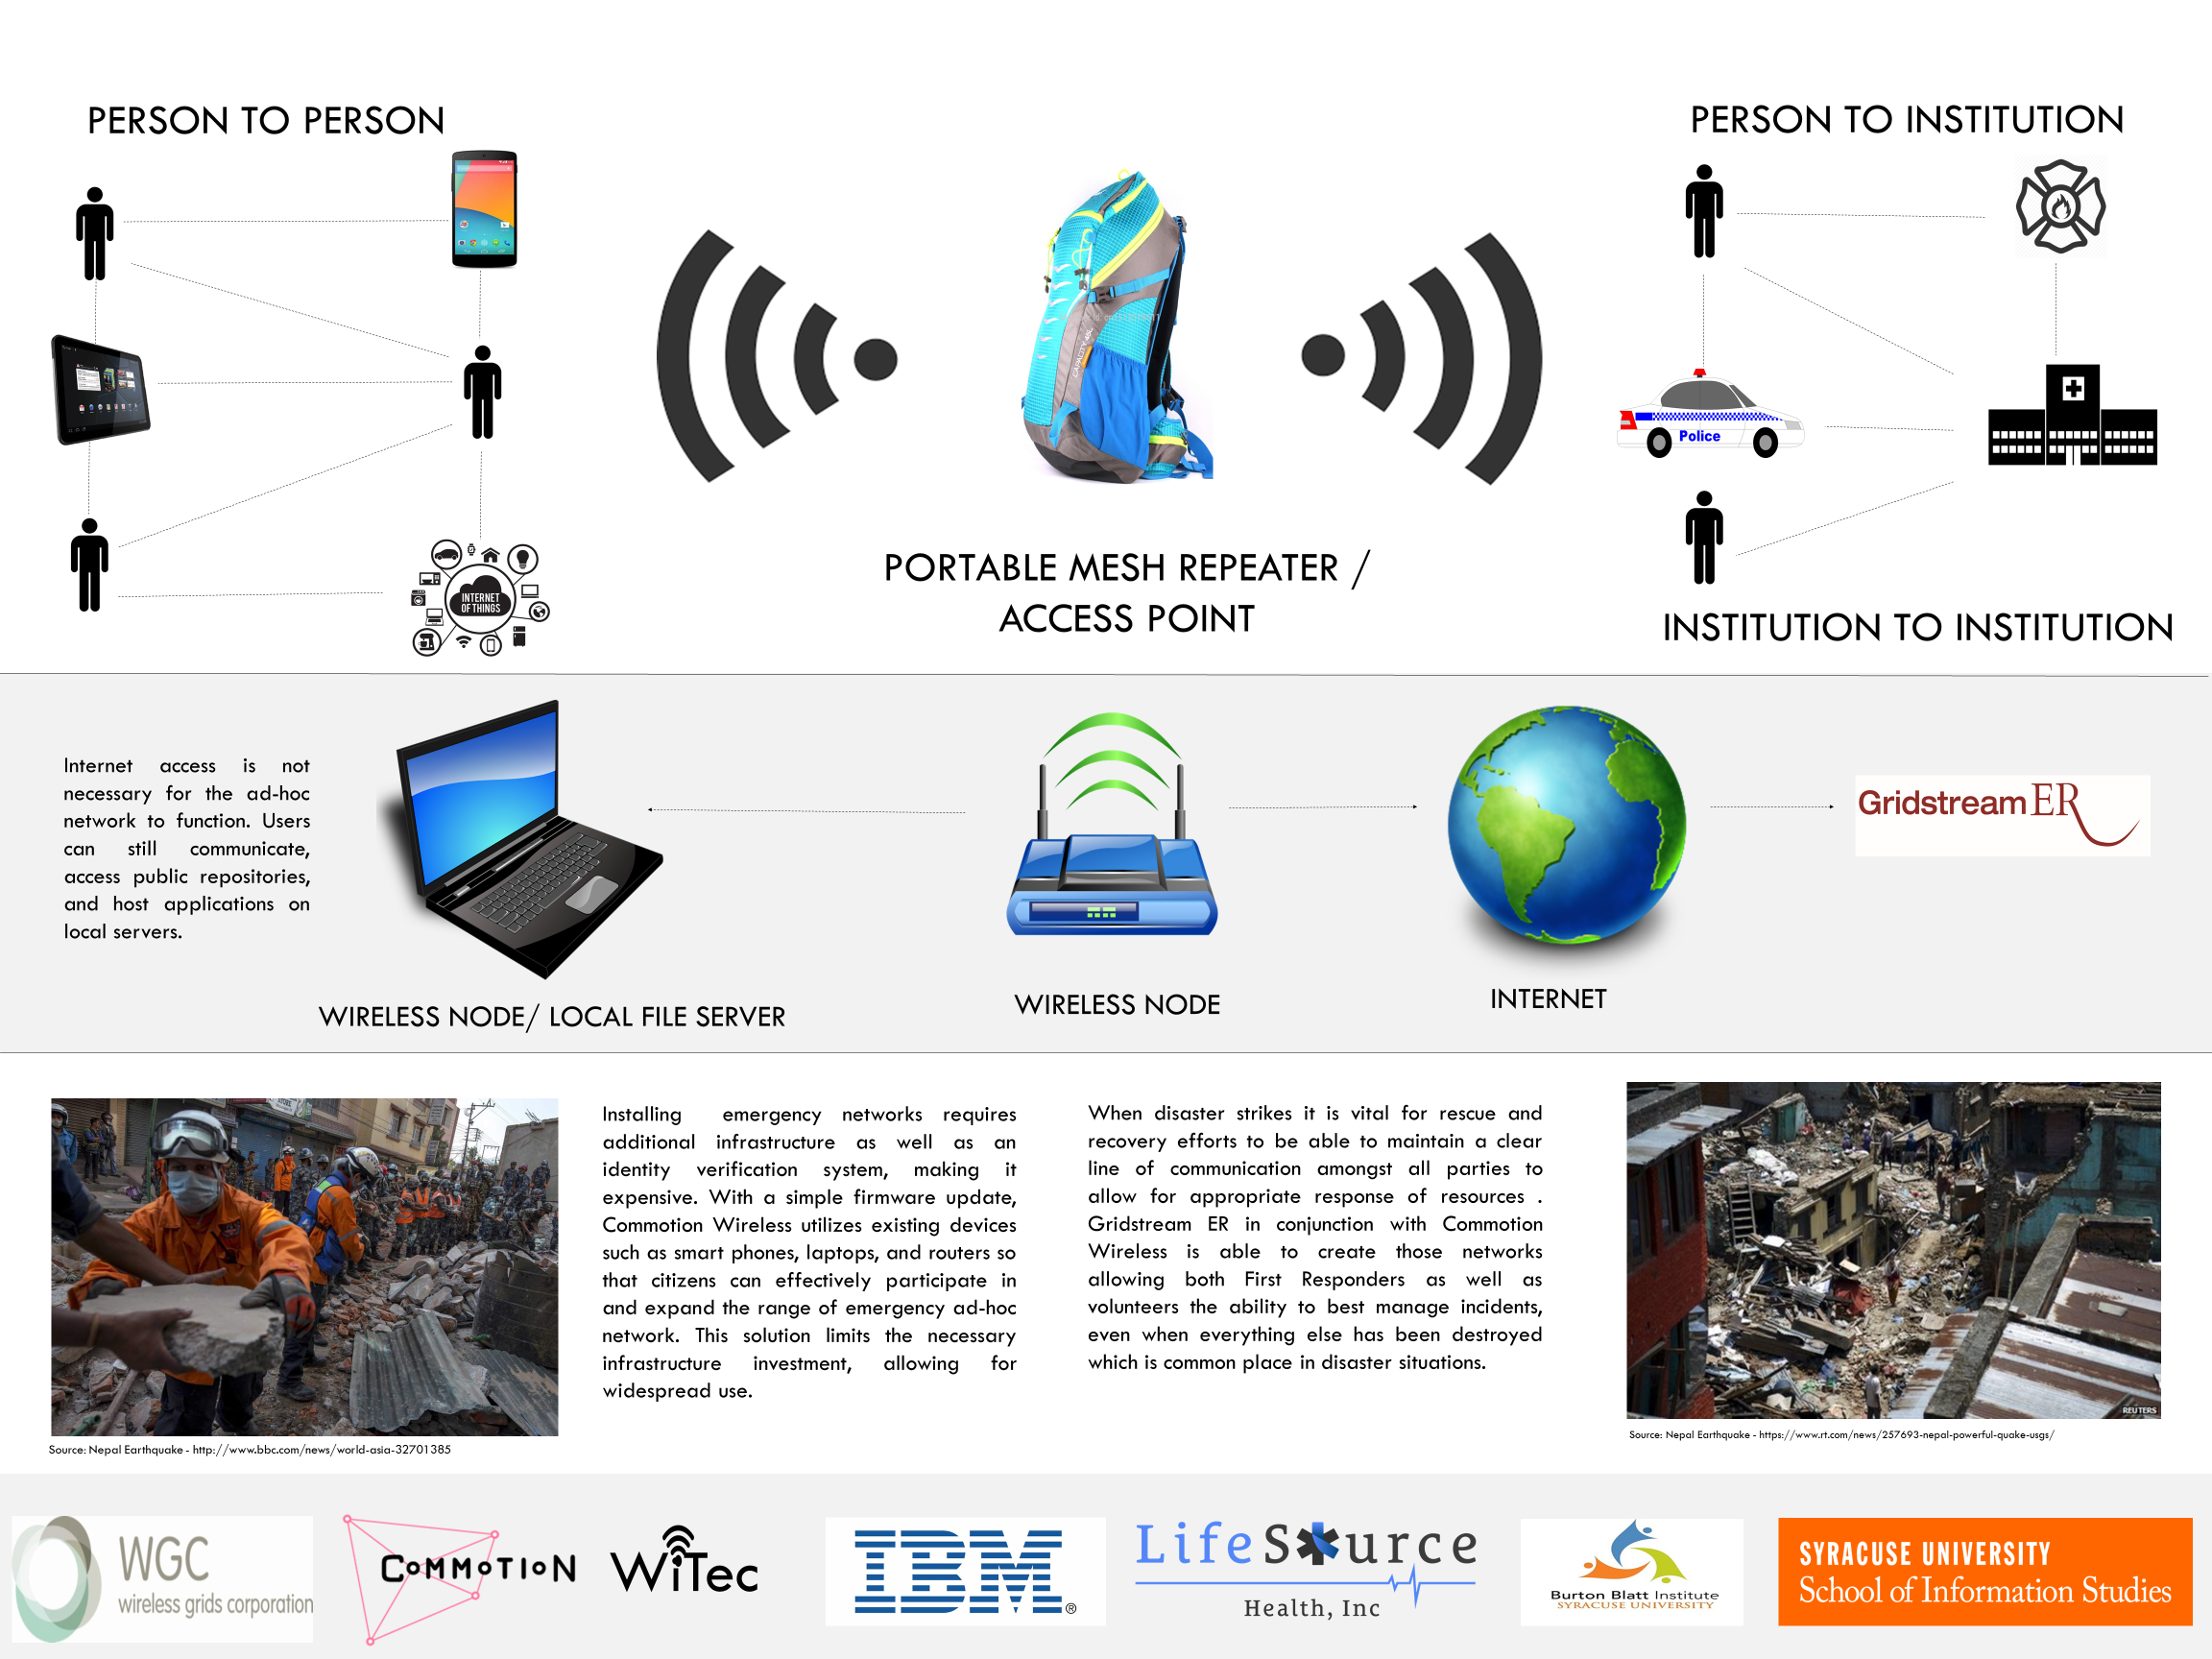 PERSON TO PERSON
PERSON TO INSTITUTION
Police
INTERNET
OF THINGS
PORTABLE MESH REPEATER /
ACCESS POINT
INSTITUTION TO INSTITUTION
Internet access is not
necessary for the ad-hoc
network to function. Users
can still communicate,
access public repositories,
and host applications on
local servers.
Gridstream ER
WIRELESS NODE/ LOCAL FILE SERVER
WIRELESS NODE
INTERNET
Installing emergency networks requires
additional infrastructure as well as an
identity verification system, making it
expensive. With a simple firmware update,
Commotion Wireless utilizes existing devices
such as smart phones, laptops, and routers so
that citizens can effectively participate in
and expand the range of emergency ad-hoc
network. This solution limits the necessary
infrastructure investment, allowing for
widespread use.
When disaster strikes it is vital for rescue and
recovery efforts to be able to maintain a clear
line of communication amongst all parties to
allow for appropriate response of resources .
Gridstream ER in conjunction with Commotion
Wireless is able to create those networks
allowing both First Responders as well as
volunteers the ability to best manage incidents,
even when everything else has been destroyed
which is common place in disaster situations.
REUTERS
Source: Nepal Earthquake - http://www.bbc.com/news/world-asia-32701385
Source: Nepal Earthquake - https://www.rt.com/news/257693-nepal-powerful-quake-usgs/
WGC
wireless grids corporation
COMMOTION
WiTec
IBM®
LifeSource
Health, Inc
Burton Blatt Institute
SYRACUSE UNIVERSITY
SYRACUSE UNIVERSITY
School of Information Studies